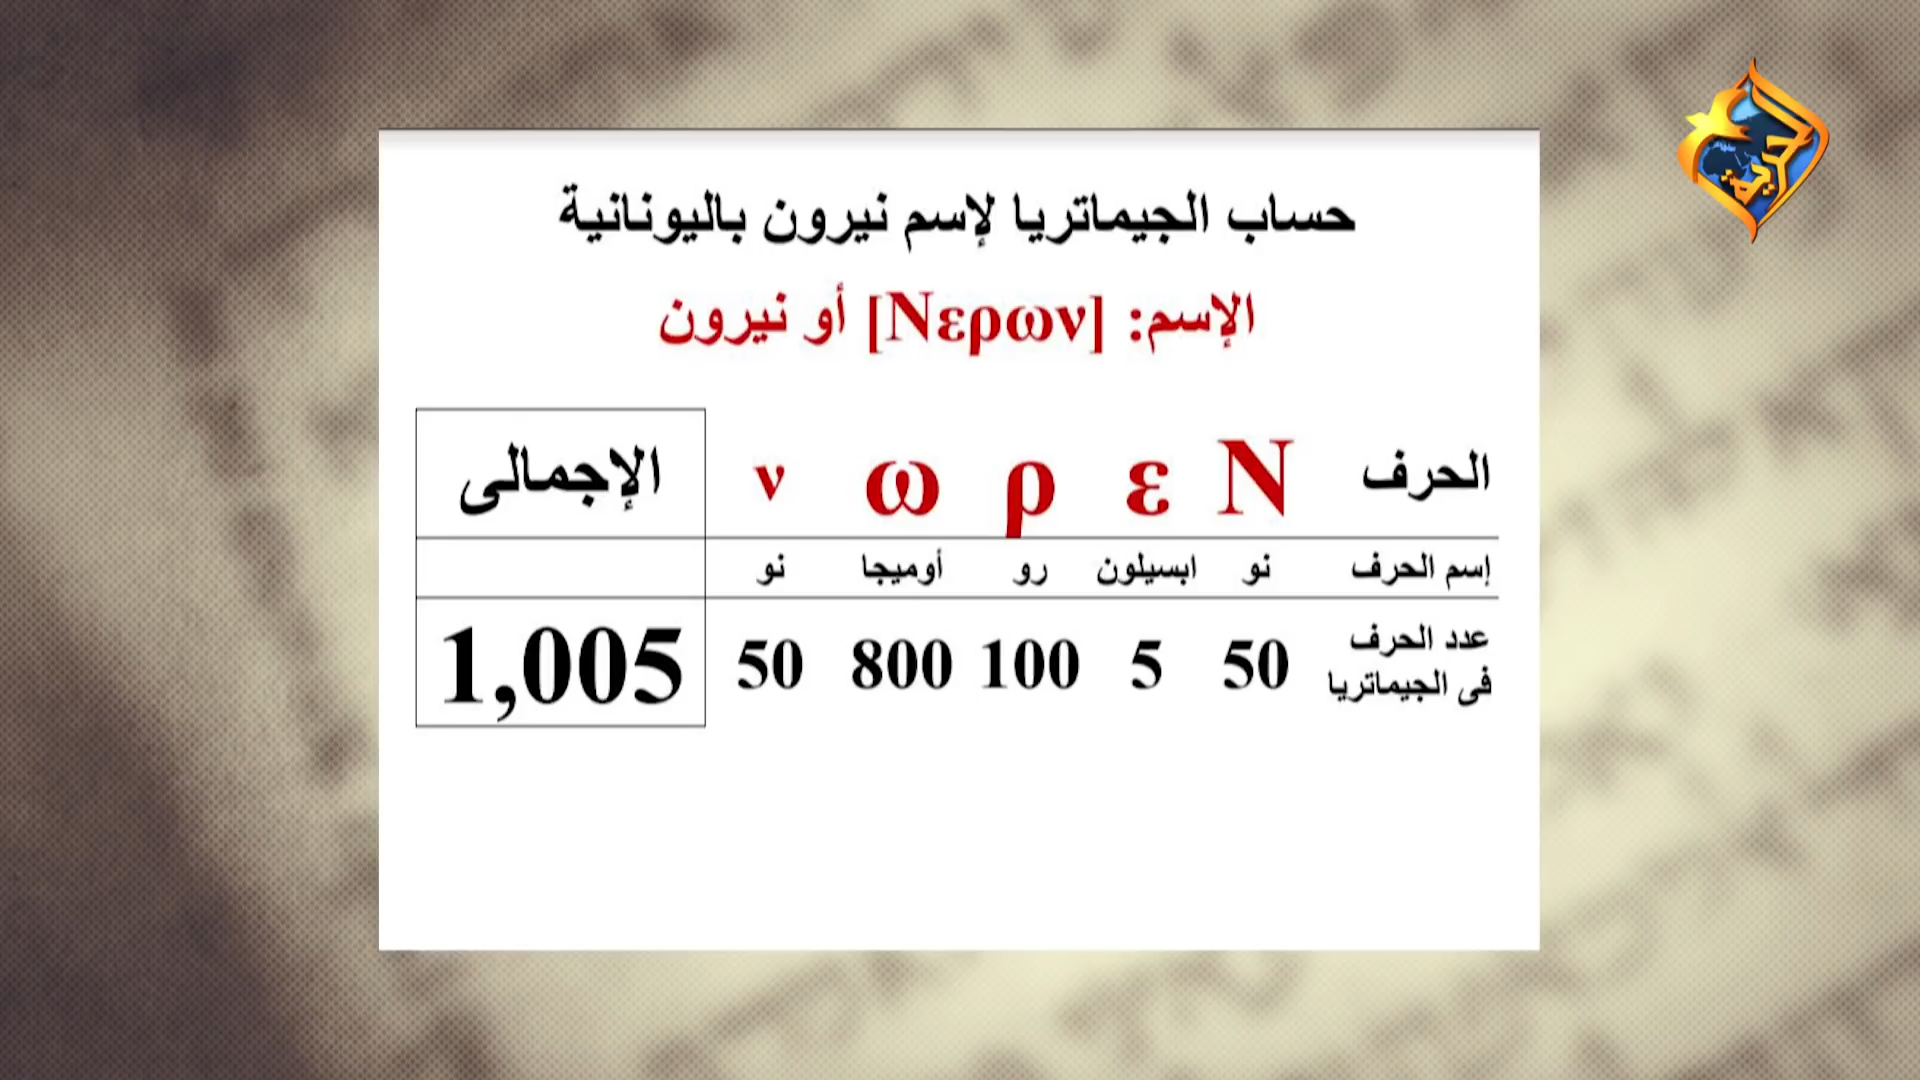 الحرية
حساب الجيماتريا لإسم نيرون باليونانية
الإسم: [Νερων] أو نيرون
الحرف N ε ρ ω ν الإجمالى
إسم الحرف نو ابسيلون رو أوميجا نو
عدد الحرف فى الجيماتريا 50 5 100 800 50 1,005